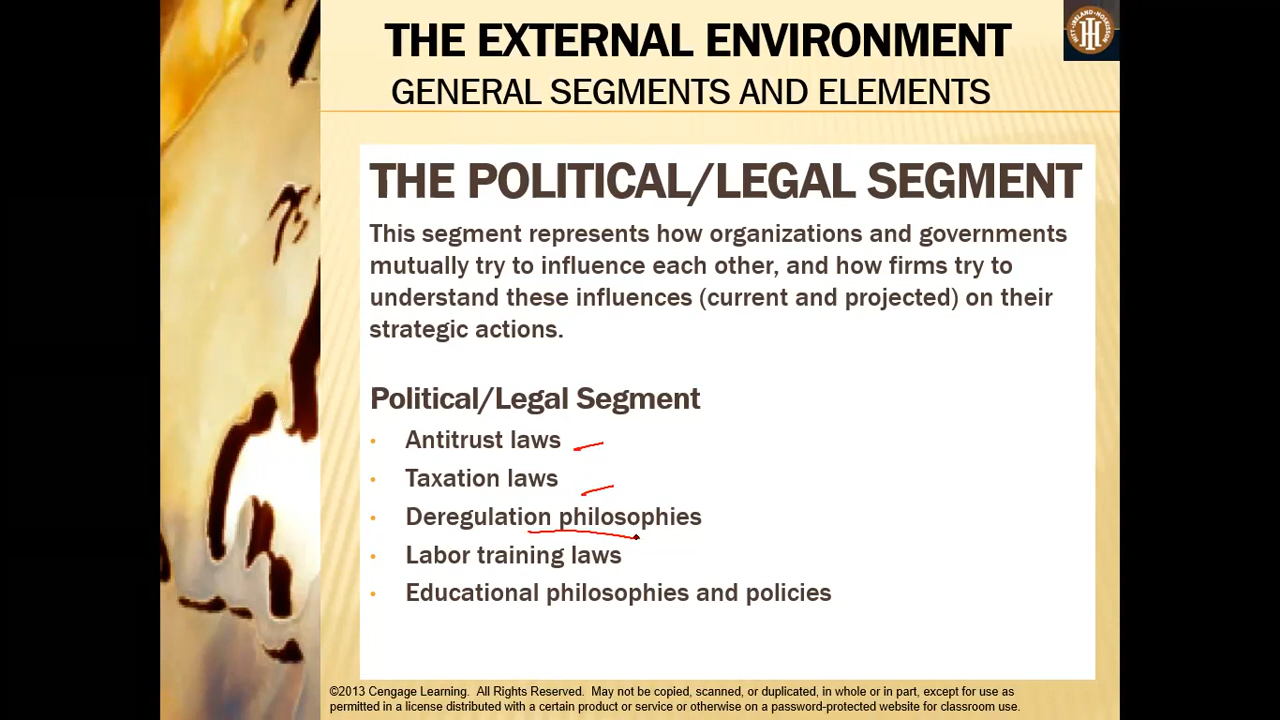 THE EXTERNAL ENVIRONMENT
GENERAL SEGMENTS AND ELEMENTS
HITT·IRELAND·HOSKISSON
THE POLITICAL/LEGAL SEGMENT
This segment represents how organizations and governments
mutually try to influence each other, and how firms try to
understand these influences (current and projected) on their
strategic actions.
Political/Legal Segment
• Antitrust laws
• Taxation laws
• Deregulation philosophies
• Labor training laws
• Educational philosophies and policies
©2013 Cengage Learning. All Rights Reserved. May not be copied, scanned, or duplicated, in whole or in part, except for use as
permitted in a license distributed with a certain product or service or otherwise on a password-protected website for classroom use.